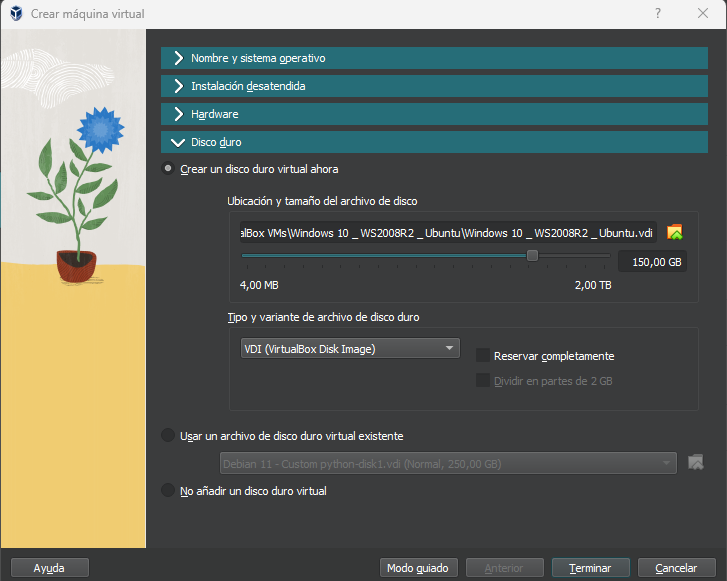 Crear máquina virtual
Nombre y sistema operativo
Instalación desatendida
Hardware
Disco duro
Crear un disco duro virtual ahora
Ubicación y tamaño del archivo de disco
alBox VMs\Windows 10 _ WS2008R2 _ Ubuntu\Windows 10 _ WS2008R2 _ Ubuntu.vdi
150,00 GB
4,00 MB 2,00 TB
Tipo y variante de archivo de disco duro
VDI (VirtualBox Disk Image)
Reservar completamente
Dividir en partes de 2 GB
Usar un archivo de disco duro virtual existente
Debian 11 - Custom python-disk1.vdi (Normal, 250,00 GB)
No añadir un disco duro virtual
Ayuda Modo guiado Anterior Terminar Cancelar